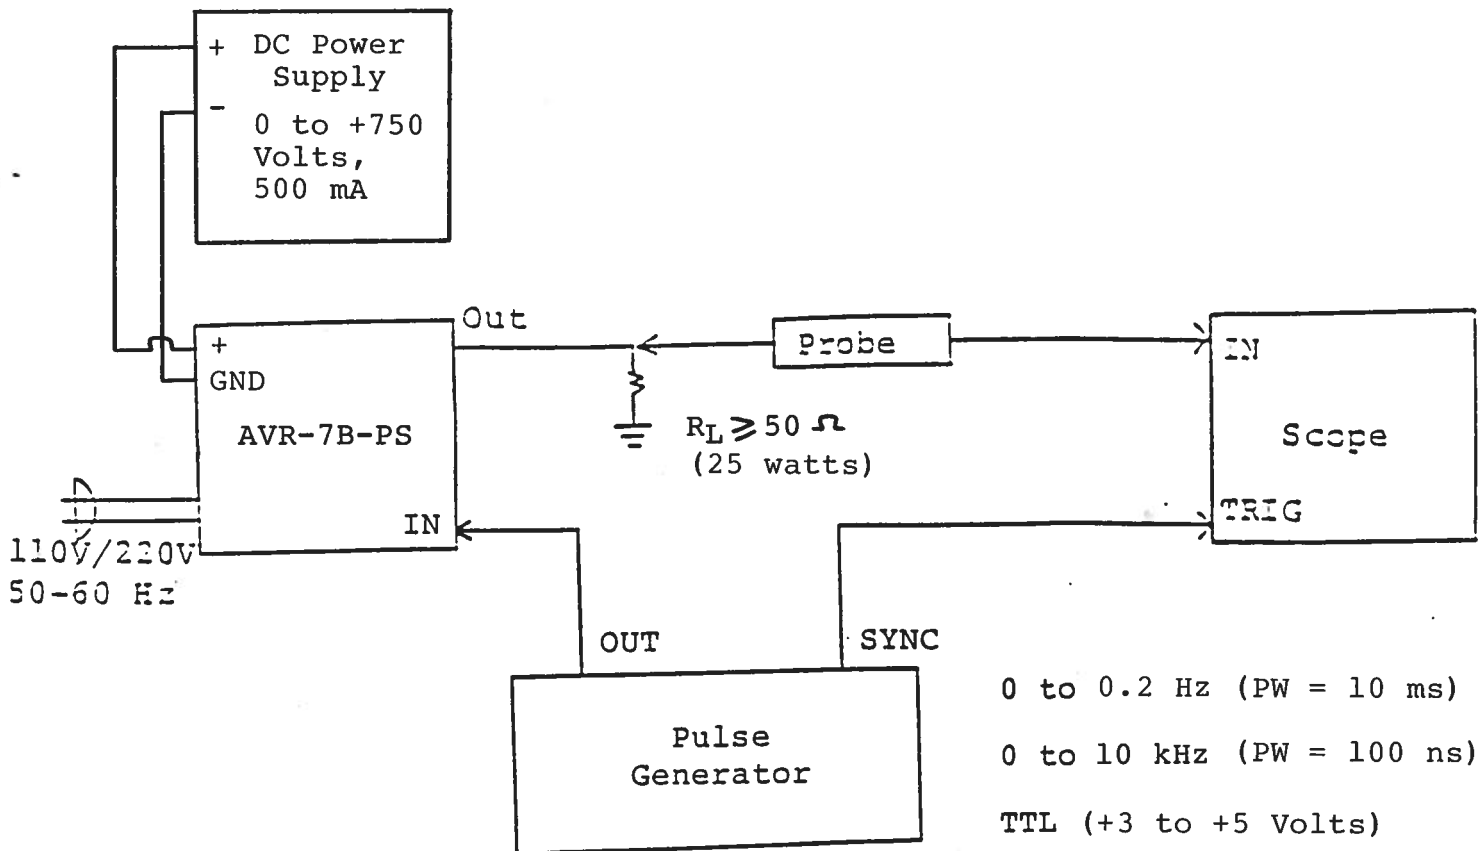 + DC Power
Supply
-
0 to +750
Volts,
500 mA
Out
+
GND
AVR-7B-PS
IN
110V/220V
50-60 Hz
Probe
RL ⩾ 50 Ω
(25 watts)
IN
Scope
TRIG
OUT
SYNC
Pulse
Generator
0 to 0.2 Hz (PW = 10 ms)
0 to 10 kHz (PW = 100 ns)
TTL (+3 to +5 Volts)